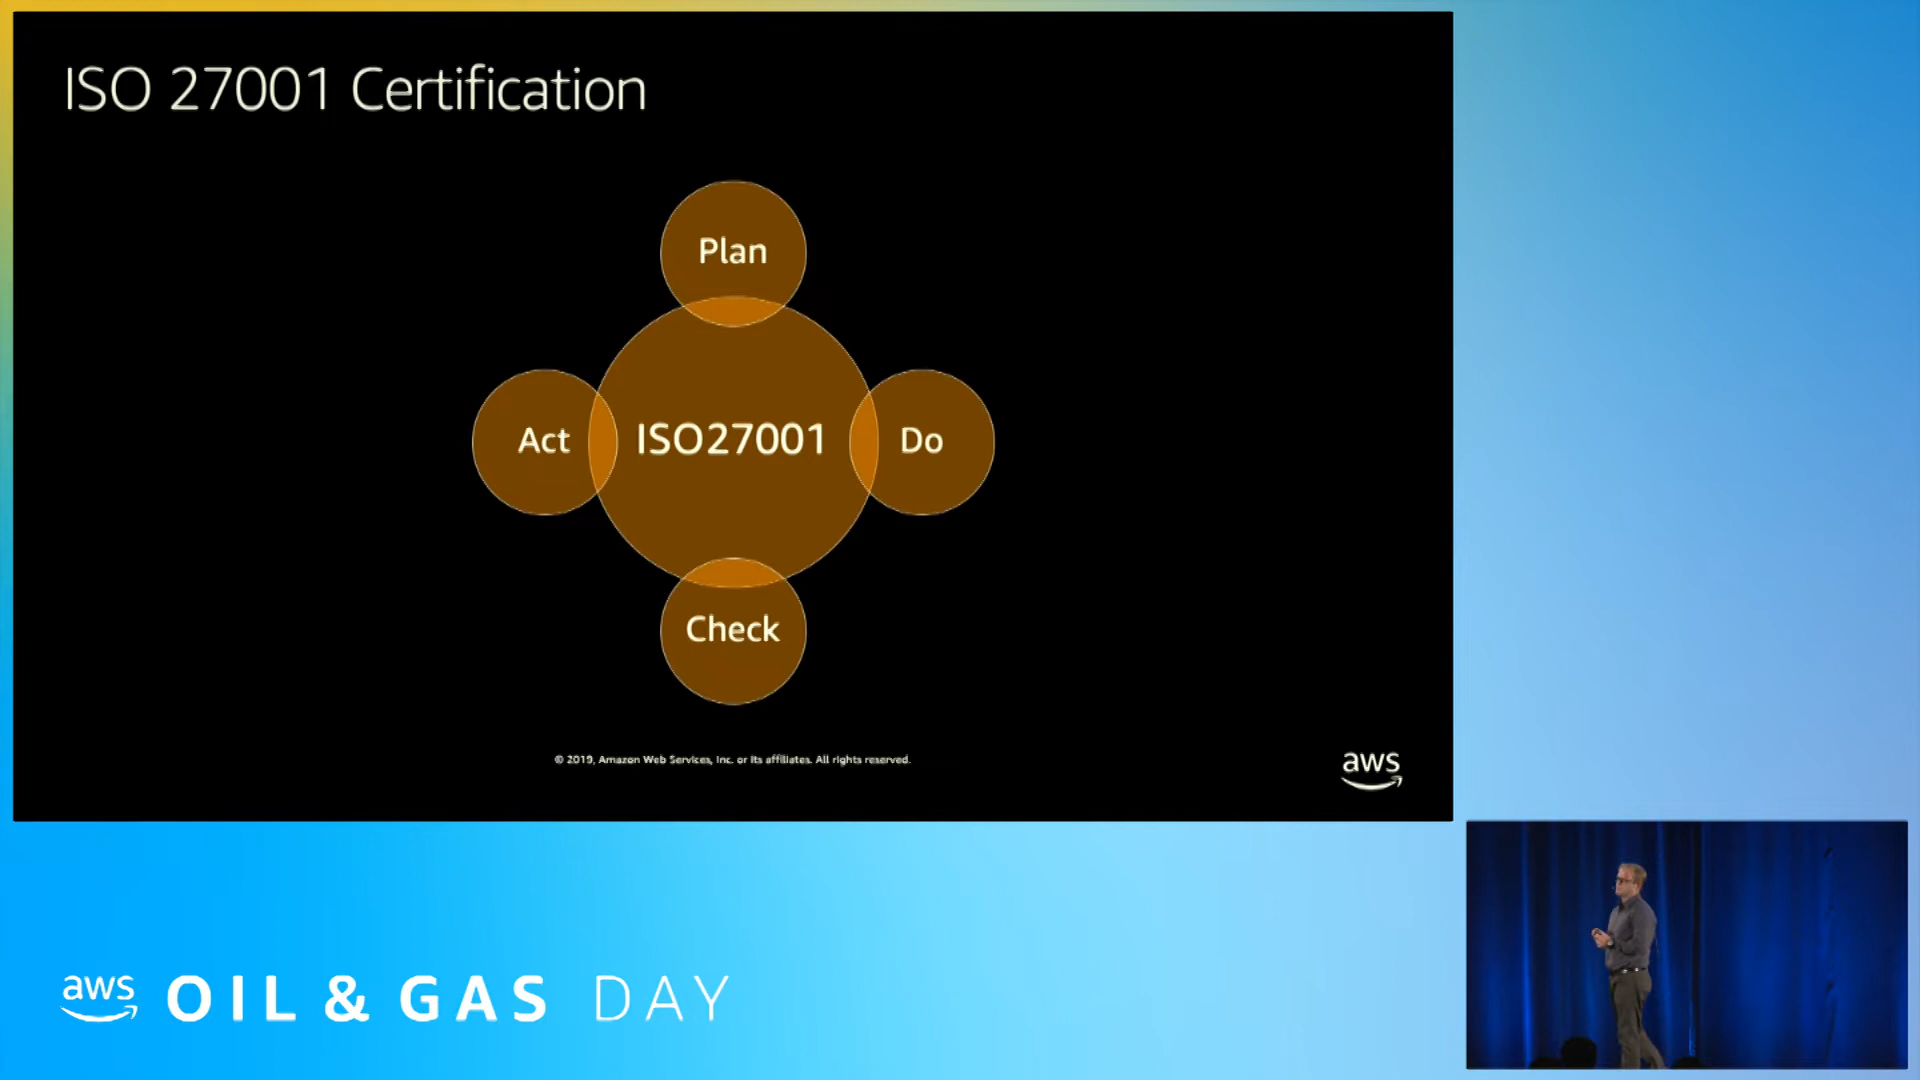 ISO 27001 Certification
Plan
Act
ISO27001
Do
Check
© 2019, Amazon Web Services, Inc. or its affiliates. All rights reserved.
aws
aws OIL & GAS DAY